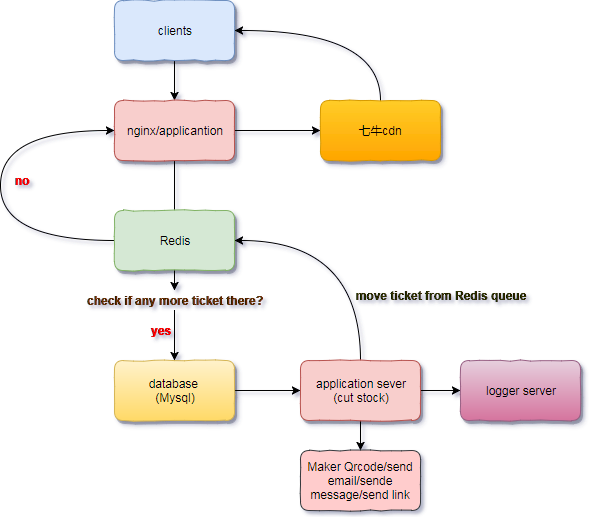 clients
nginx/applicantion
七牛cdn
no
Redis
move ticket from Redis queue
check if any more ticket there?
yes
database
(Mysql)
application sever
(cut stock)
logger server
Maker Qrcode/send
email/sende
message/send link